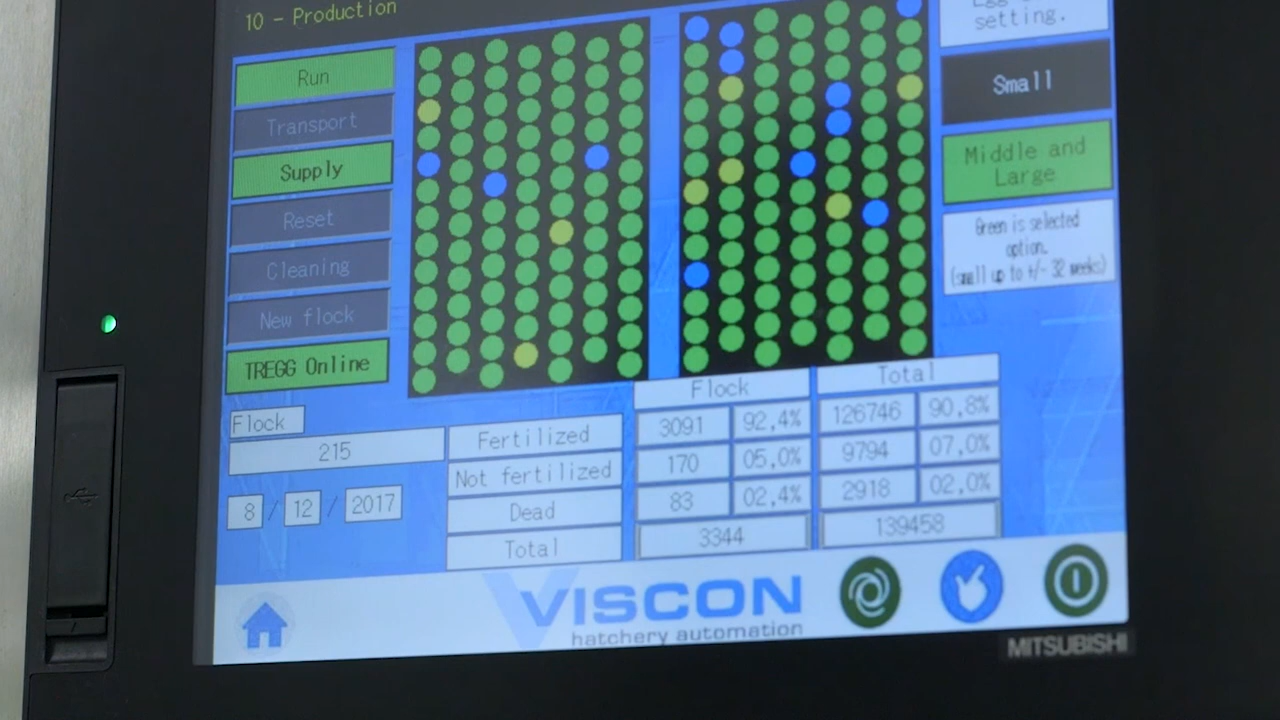 10 - Production
Run
Transport
Supply
Reset
Cleaning
New flock
TREGG Online
setting.
Small
Middle and
Large
Green is selected
option.
(small up to +/- 32 weeks)
Flock
215
8 / 12 / 2017
Flock Total
Fertilized 3091 92,4% 126746 90,8%
Not fertilized 170 05,0% 9794 07,0%
Dead 83 02,4% 2918 02,0%
Total 3344 139458
VISCON
hatchery automation
MITSUBISHI